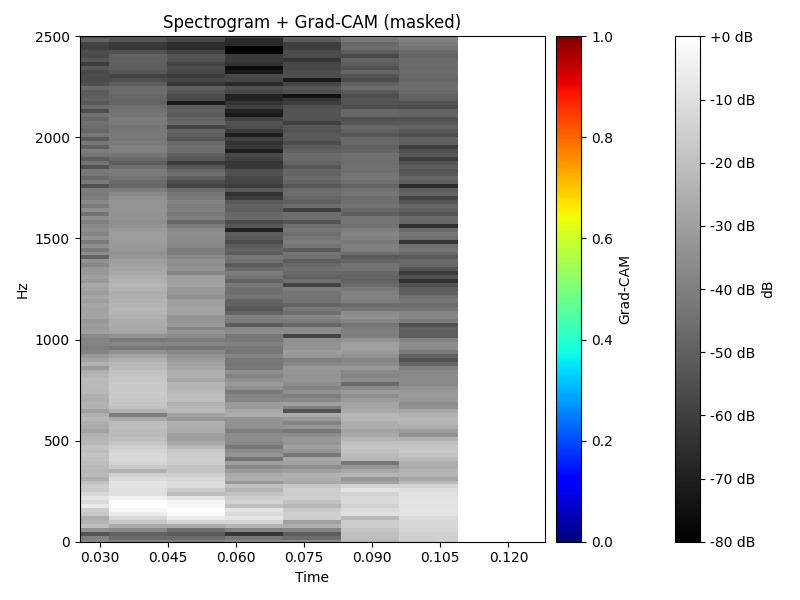 Spectrogram + Grad-CAM (masked)
2500
2000
1500
1000
500
0
Hz
0.030
0.045
0.060
0.075
0.090
0.105
0.120
Time
1.0
0.8
0.6
0.4
0.2
0.0
Grad-CAM
+0 dB
-10 dB
-20 dB
-30 dB
-40 dB
-50 dB
-60 dB
-70 dB
-80 dB
dB